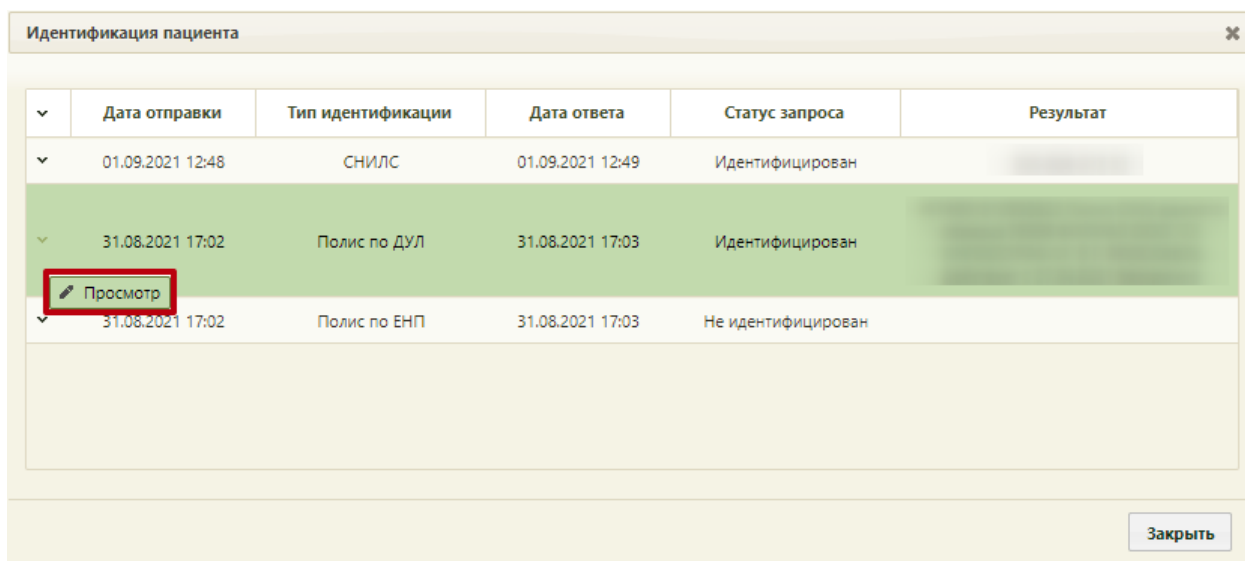 Идентификация пациента
Дата отправки Тип идентификации Дата ответа Статус запроса Результат
01.09.2021 12:48 СНИЛС 01.09.2021 12:49 Идентифицирован
31.08.2021 17:02 Полис по ДУЛ 31.08.2021 17:03 Идентифицирован
Просмотр
31.08.2021 17:02 Полис по ЕНП 31.08.2021 17:03 Не идентифицирован
Закрыть